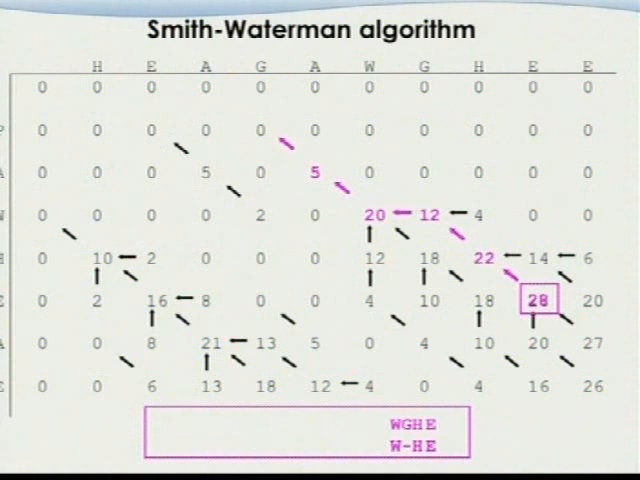 Smith-Waterman algorithm
H E A G A W G H E E
0 0 0 0 0 0 0 0 0 0 0
P 0 0 0 0 0 0 0 0 0 0 0
A 0 0 0 5 0 5 0 0 0 0 0
W 0 0 0 0 2 0 20 12 4 0 0
H 0 10 2 0 0 0 12 18 22 14 6
E 0 2 16 8 0 0 4 10 18 28 20
A 0 0 8 21 13 5 0 4 10 20 27
E 0 0 6 13 18 12 4 0 4 16 26
WGHE
W-HE